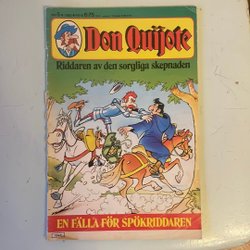 Don Quijote
Riddaren av den sorgliga skepnaden
EN FÄLLA FÖR SPÖKRIDDAREN